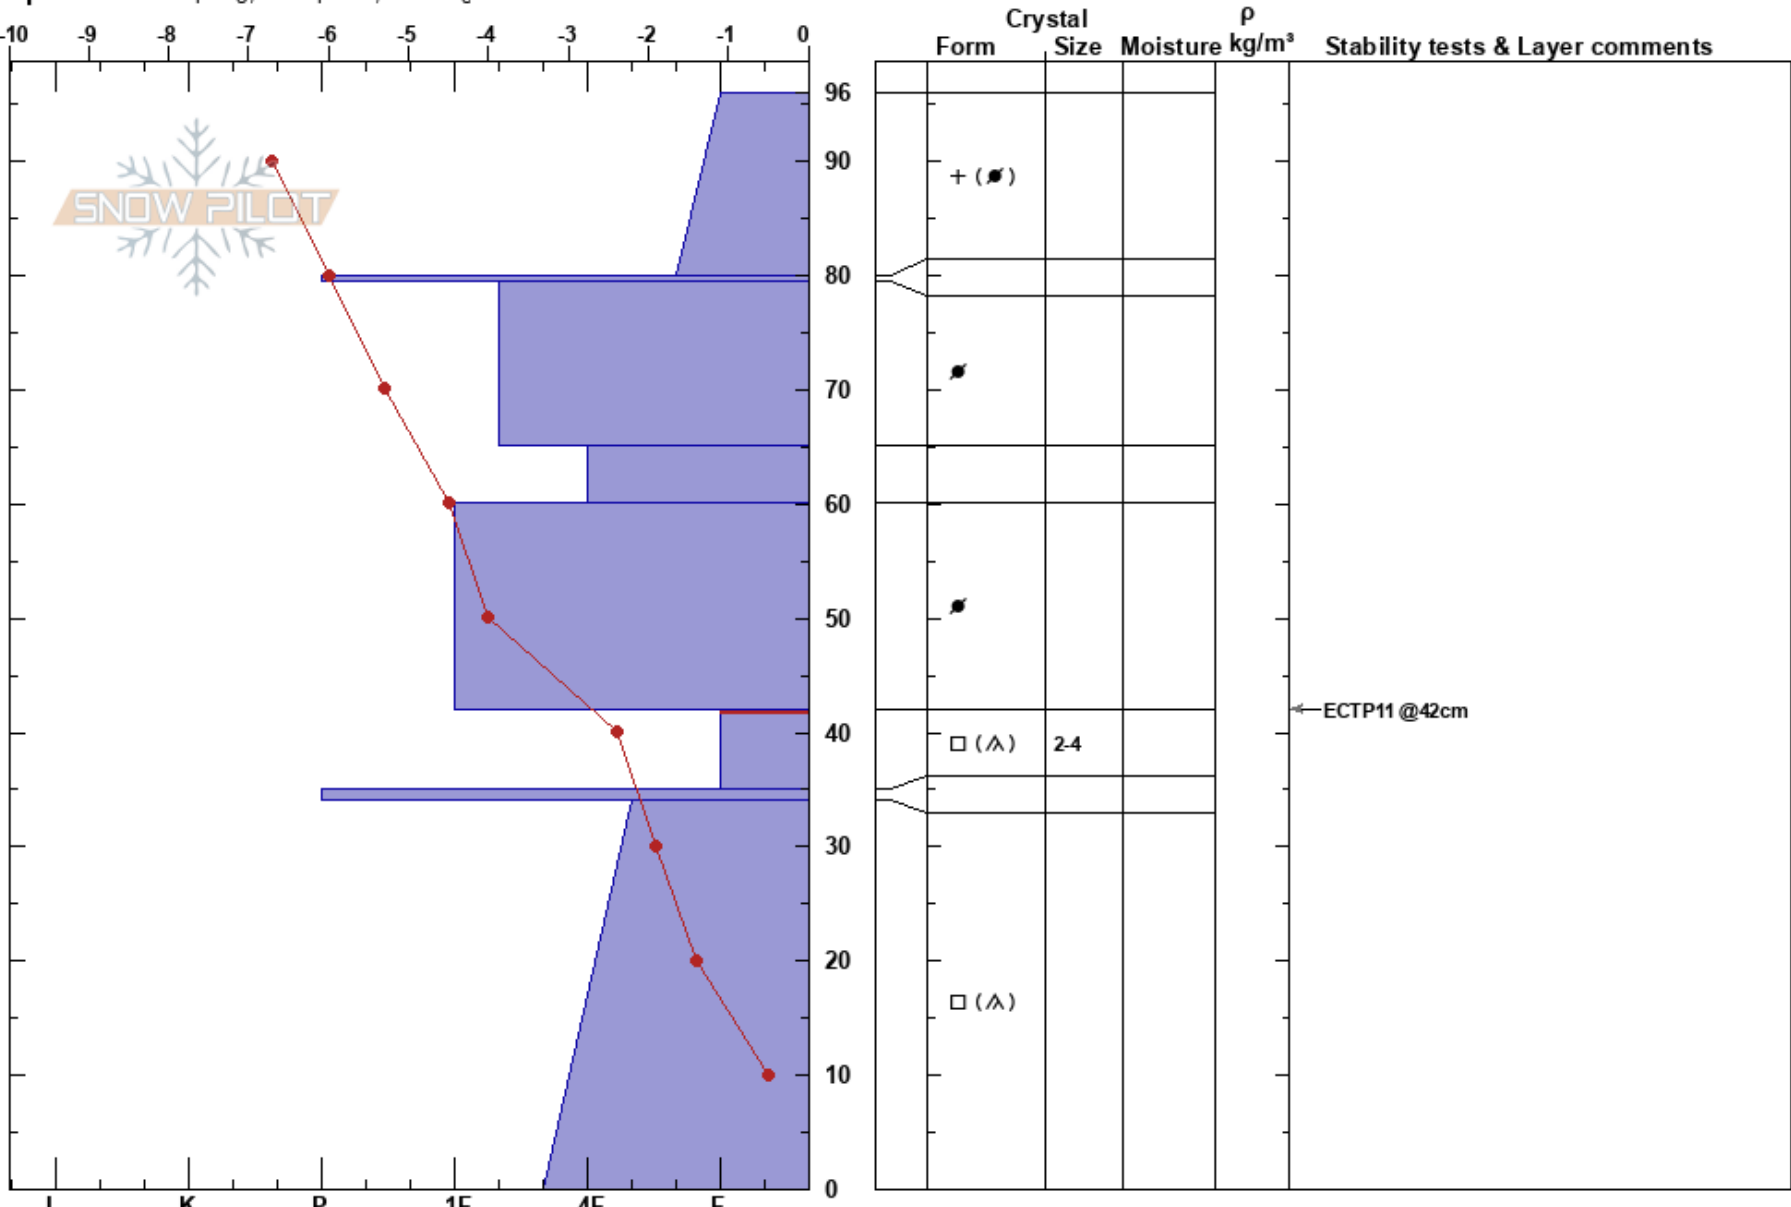 -10 -9 -8 -7 -6 -5 -4 -3 -2 -1 0
Crystal
ρ
Form Size Moisture kg/m³ Stability tests & Layer comments
96
90
+ (
)
SNOW PILOT
80
70
60
50
ECTP11 @42cm
40
2-4
30
20
10
0
I K P 1F 4F F